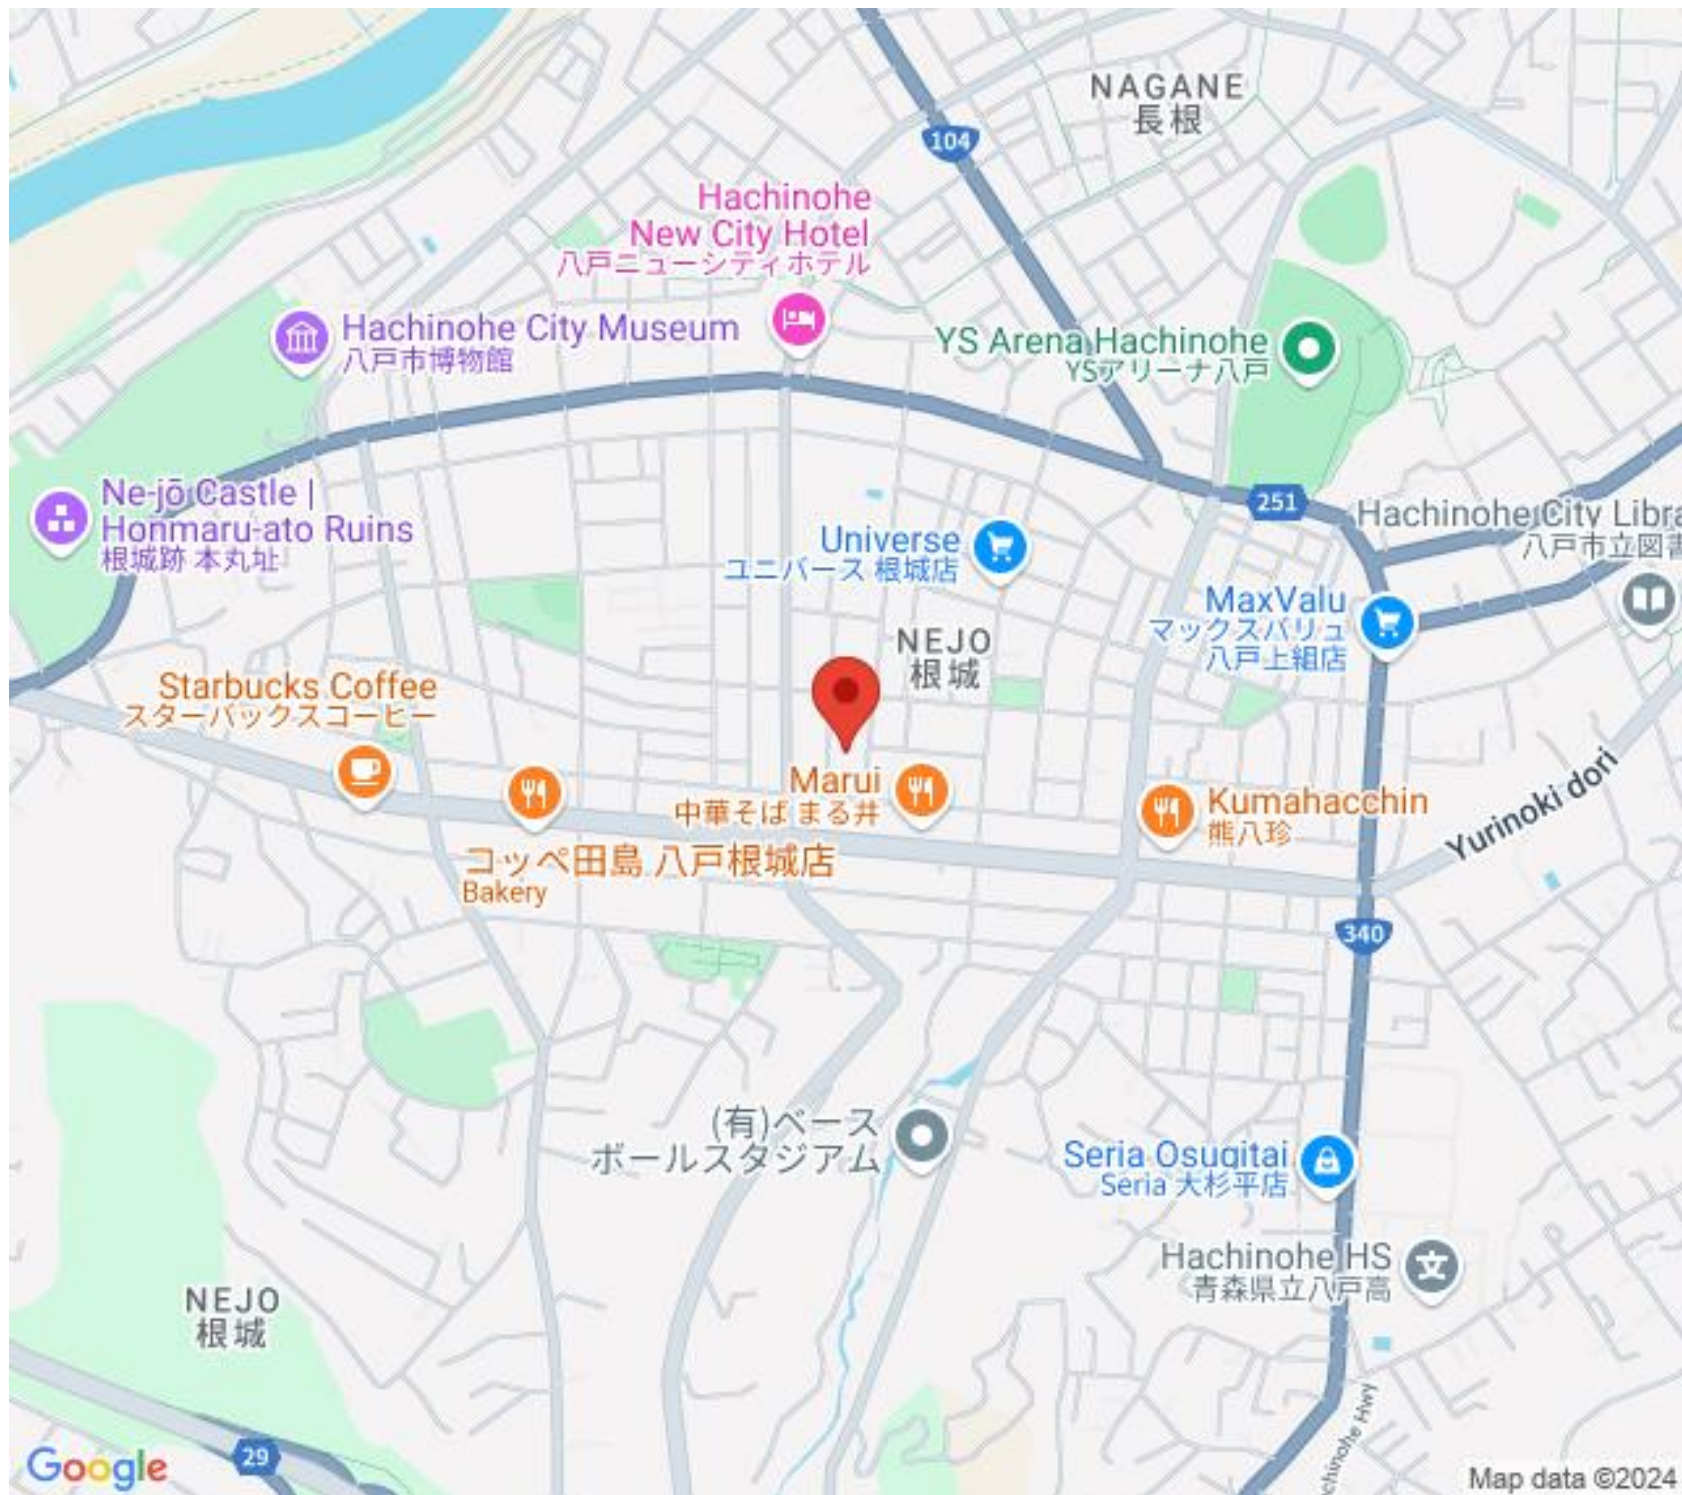 NAGANE
長根
104
Hachinohe
New City Hotel
八戸ニューシティホテル
Hachinohe City Museum
八戸市博物館
YS Arena Hachinohe
YSアリーナ八戸
Ne-jō Castle |
Honmaru-ato Ruins
根城跡 本丸址
251
Hachinohe City Libra
八戸市立図書
Universe
ユニバース 根城店
MaxValu
マックスバリュ
八戸上組店
NEJO
根城
Starbucks Coffee
スターバックスコーヒー
Marui
中華そば まる井
Kumahacchin
熊八珍
Yurinoki dori
コッペ田島 八戸根城店
Bakery
340
(有)ベース
ボールスタジアム
Seria Osugitai
Seria 大杉平店
Hachinohe HS
青森県立八戸高
NEJO
根城
chinohe Hwy
29
Google
Map data ©2024